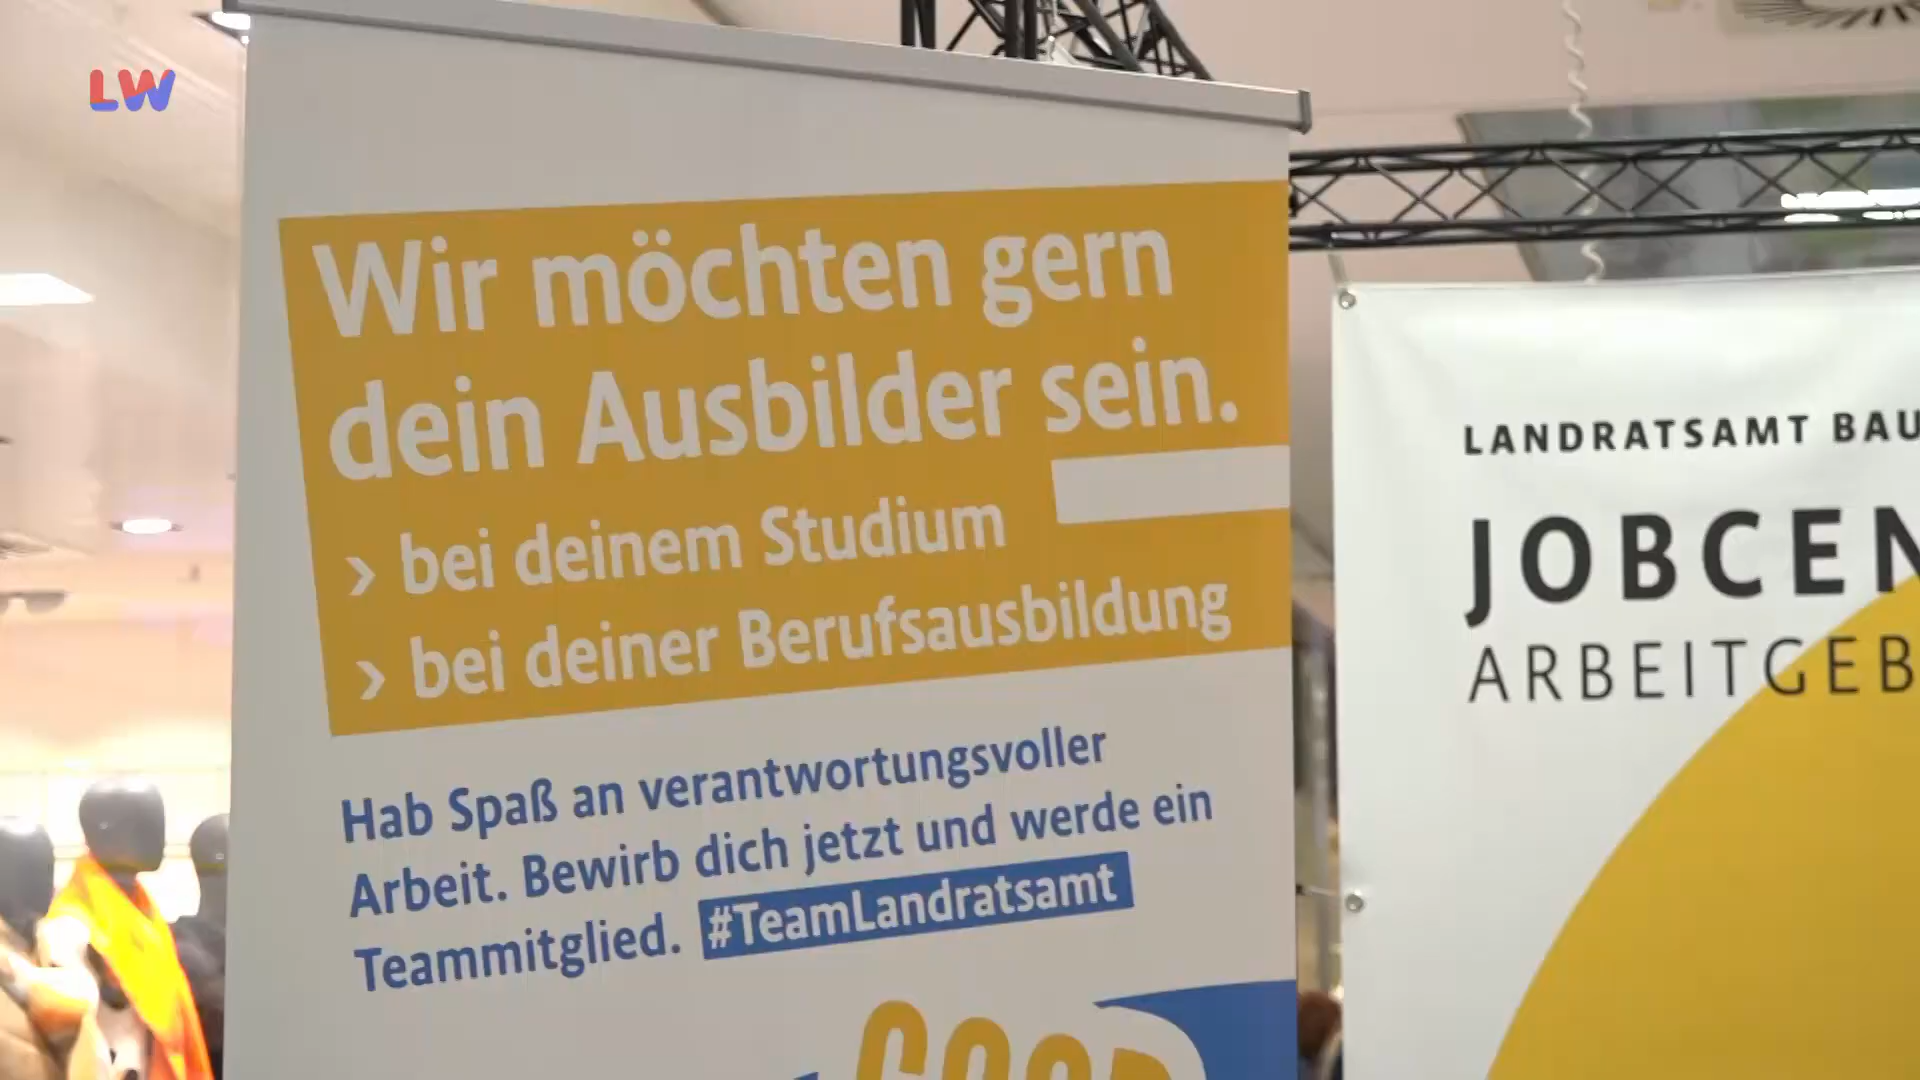 LW
Wir möchten gern
dein Ausbilder sein.
› bei deinem Studium
› bei deiner Berufsausbildung
Hab Spaß an verantwortungsvoller
Arbeit. Bewirb dich jetzt und werde ein
Teammitglied. #TeamLandratsamt
LANDRATSAMT BAU
JOBCEN
ARBEITGEB